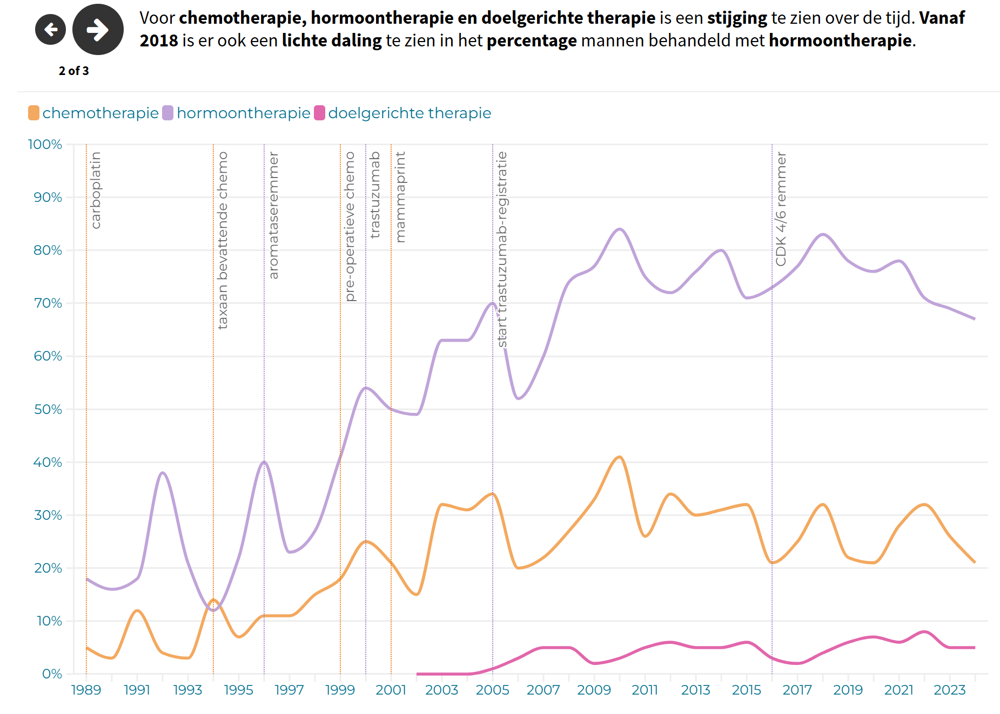 Voor chemotherapie, hormoontherapie en doelgerichte therapie is een stijging te zien over de tijd. Vanaf
2018 is er ook een lichte daling te zien in het percentage mannen behandeld met hormoontherapie.
2 of 3
chemotherapie hormoontherapie doelgerichte therapie
100%
90%
80%
70%
60%
50%
40%
30%
20%
10%
0%
carboplatin
taxaan bevattende chemo
aromataseremmer
pre-operatieve chemo
trastuzumab
mammaprint
start trastuzumab-registratie
CDK 4/6 remmer
1989 1991 1993 1995 1997 1999 2001 2003 2005 2007 2009 2011 2013 2015 2017 2019 2021 2023